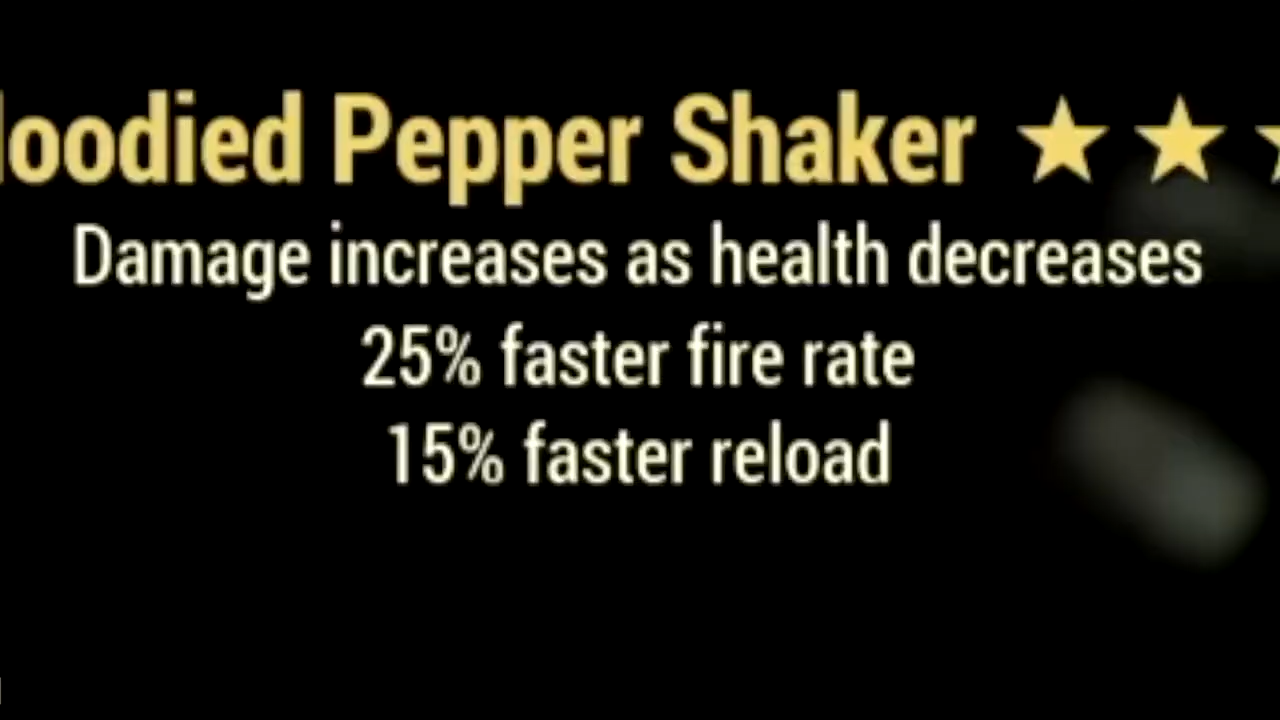 loodied Pepper Shaker ★ ★ ★
Damage increases as health decreases
25% faster fire rate
15% faster reload